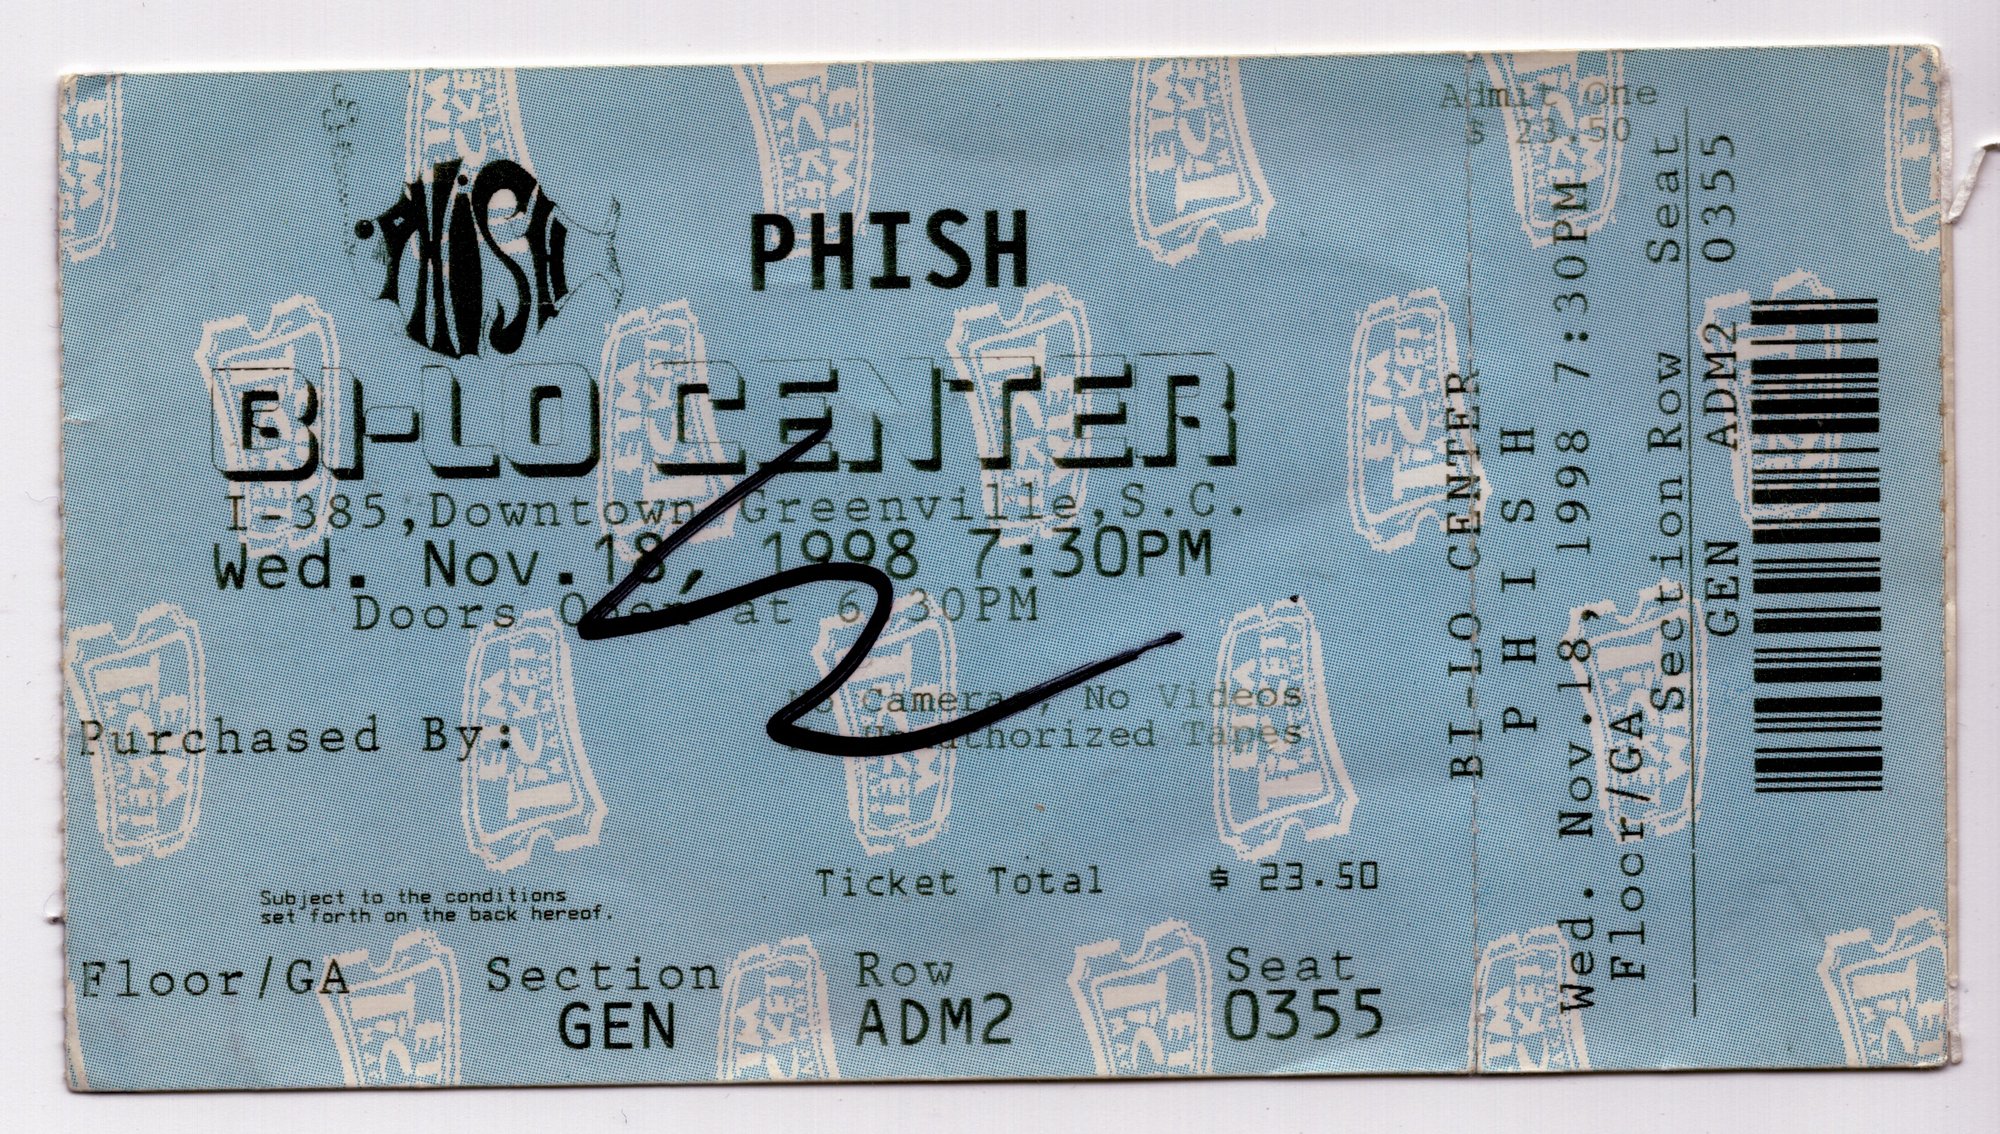 PHISH
PHISH
BI-LO CENTER
I-385,Downtown Greenville,S.C.
Wed. Nov.18, 1998 7:30PM
Doors Open at 6:30PM
No Cameras, No Videos
Unauthorized Tapes
Purchased By:
Ticket Total $ 23.50
Subject to the conditions
set forth on the back hereof.
Floor/GA Section Row Seat
GEN ADM2 0355
Admit One
$ 23.50
BI-LO CENTER
PHISH
Wed. Nov.18, 1998 7:30PM
Floor/GA
Section Row Seat
GEN ADM2 0355